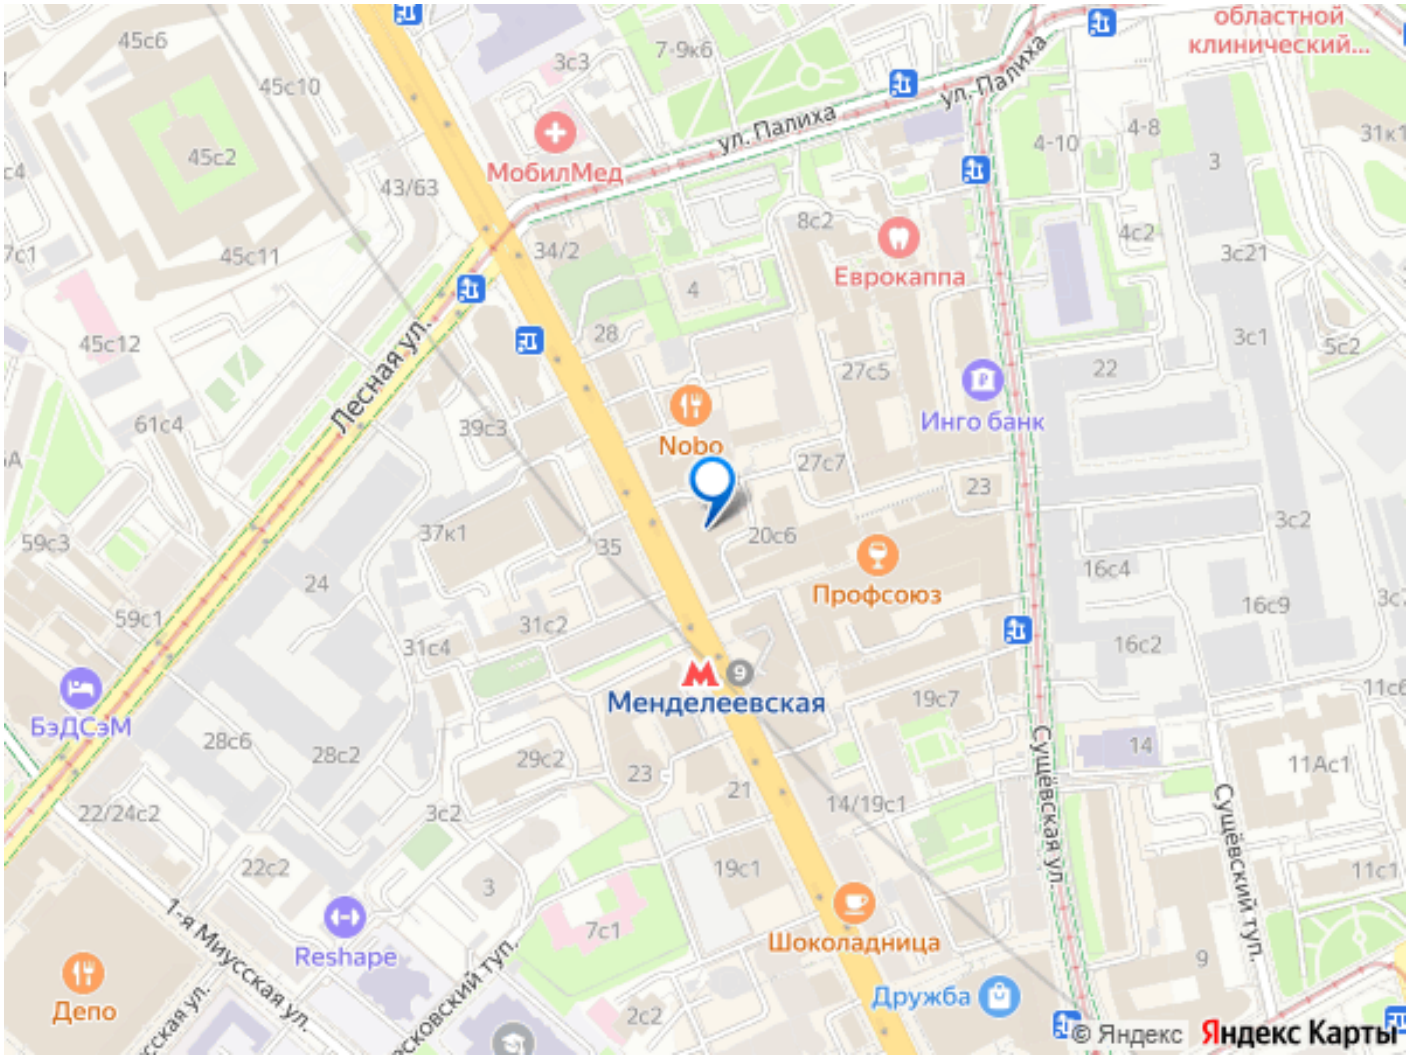 областной
клинический...
45с6
3с3
7-9к6
ул. Палиха
45с10
ул. Палиха
4-8
31к1
4-10
45с2
МобилМед
3
с4
43/63
8с2
4с2
7с1
45с11
34/2
3с21
Еврокаппа
4
28
3с1
45с12
5с2
Лесная ул.
27с5
22
61с4
39с3
Nobo
Инго банк
27с7
23
59с3
37к1
35
20с6
3с2
24
16с4
Профсоюз
16с9
59с1
31с2
31с4
16с2
9
Менделеевская
19с7
11с6
БэДСэМ
28с6
28с2
29с2
23
21
14
11Ас1
Сущёвская ул.
22/24с2
3с2
14/19с1
Сущёвский туп.
22с2
19с1
11с1
3
1-я Миусская ул.
7с1
Reshape
Шоколадница
9
Депо
Дружба
2с2
© Яндекс Яндекс Карты